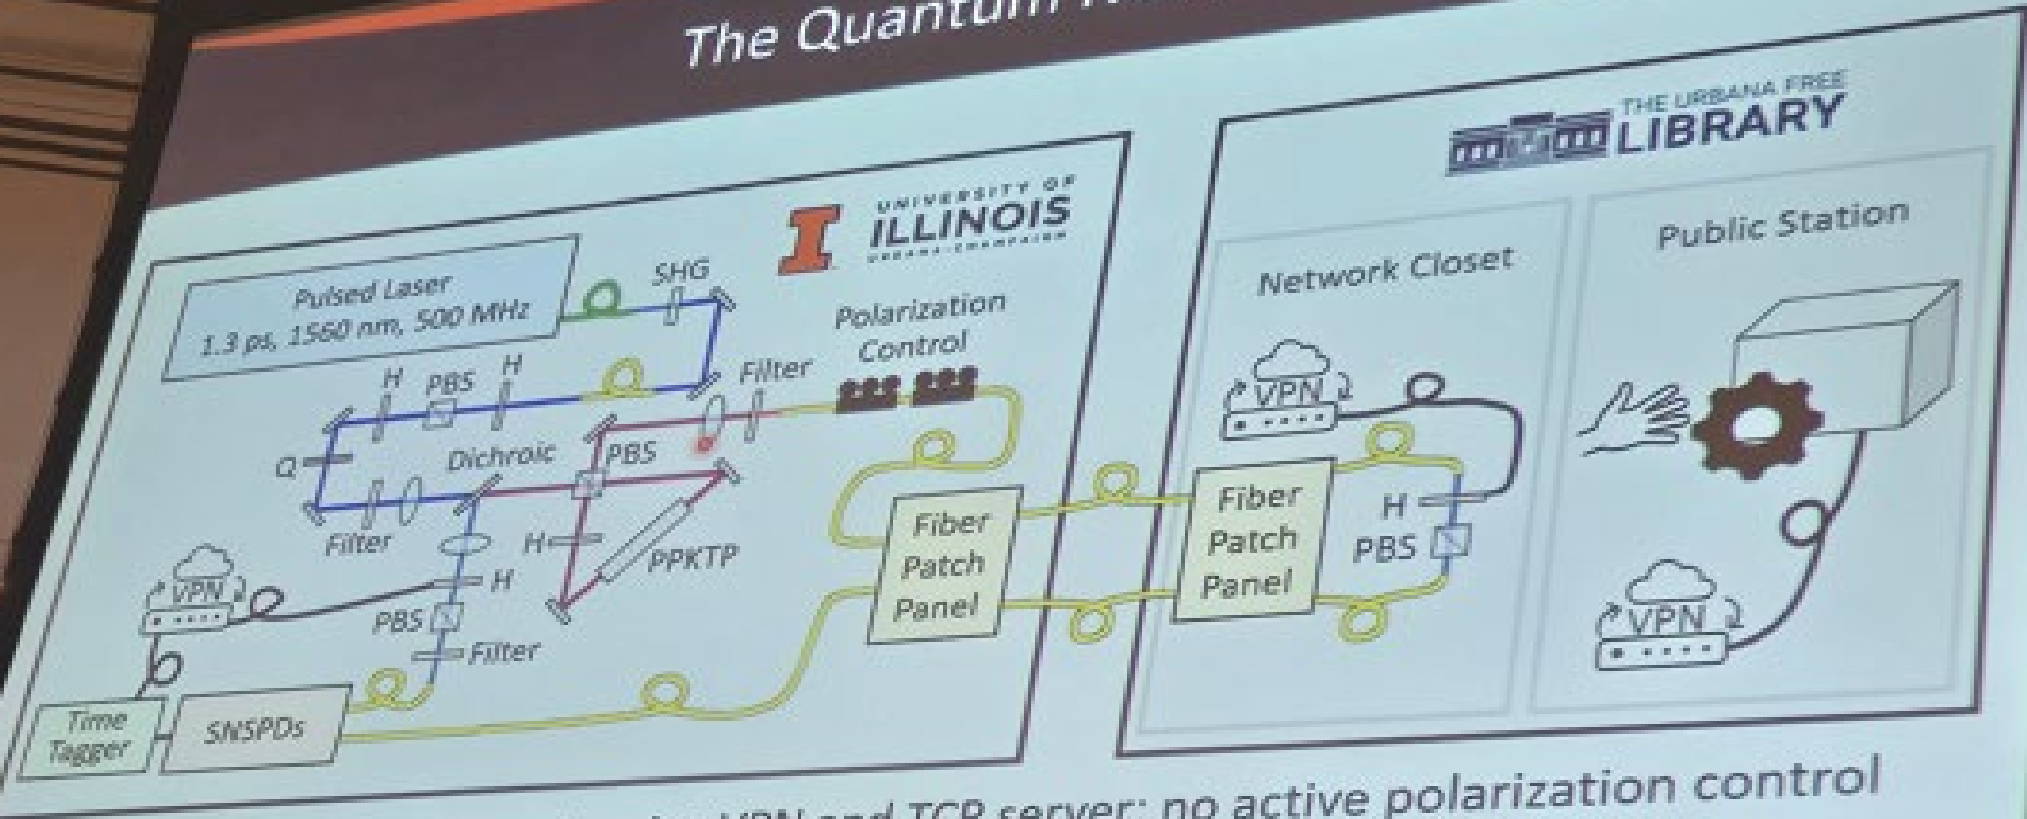 The Quantum
UNIVERSITY OF
ILLINOIS
URBANA-CHAMPAIGN
THE URBANA FREE
LIBRARY
Pulsed Laser
1.3 ps, 1560 nm, 500 MHz
SHG
Polarization
Control
H
PBS
H
Filter
Q
Dichroic
PBS
Filter
H
PPKTP
VPN
H
PBS
Filter
Time
Tagger
SNSPDs
Fiber
Patch
Panel
Network Closet
VPN
Fiber
Patch
Panel
H
PBS
Public Station
VPN
VPN and TCP server; no active polarization control